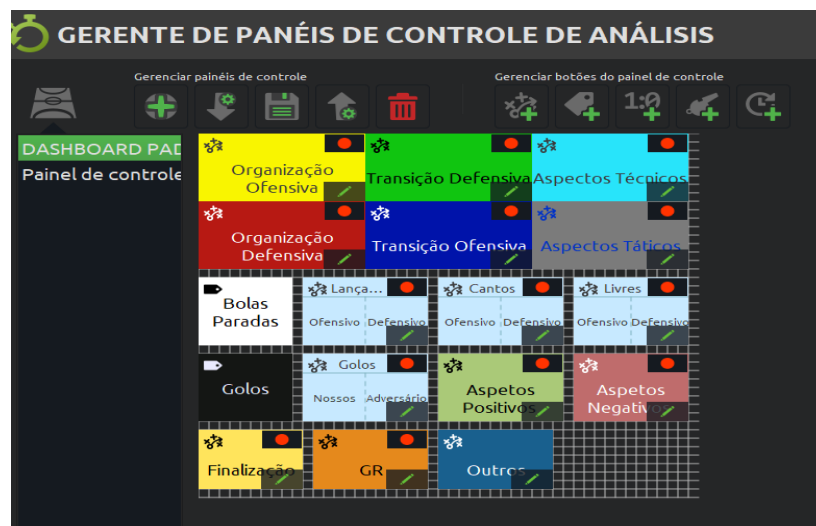 GERENTE DE PANÉIS DE CONTROLE DE ANÁLISIS
Gerenciar painéis de controle
Gerenciar botões do painel de controle
1:0
DASHBOARD PAD
Painel de controle
Organização
Ofensiva
Transição Defensiva
Aspectos Técnicos
Organização
Defensiva
Transição Ofensiva
Aspectos Táticos
Bolas
Paradas
Lança...
Ofensivo Defensivo
Cantos
Ofensivo Defensivo
Livres
Ofensivo Defensivo
Golos
Golos
Nossos Adversário
Aspetos
Positivos
Aspetos
Negativos
Finalização
GR
Outros